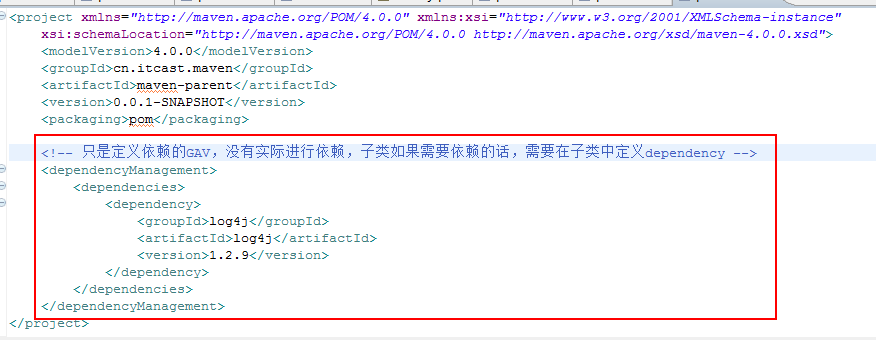 <project xmlns="http://maven.apache.org/POM/4.0.0" xmlns:xsi="http://www.w3.org/2001/XMLSchema-instance"
xsi:schemaLocation="http://maven.apache.org/POM/4.0.0 http://maven.apache.org/xsd/maven-4.0.0.xsd">
<modelVersion>4.0.0</modelVersion>
<groupId>cn.itcast.maven</groupId>
<artifactId>maven-parent</artifactId>
<version>0.0.1-SNAPSHOT</version>
<packaging>pom</packaging>
<!-- 只是定义依赖的GAV，没有实际进行依赖，子类如果需要依赖的话，需要在子类中定义dependency -->
<dependencyManagement>
<dependencies>
<dependency>
<groupId>log4j</groupId>
<artifactId>log4j</artifactId>
<version>1.2.9</version>
</dependency>
</dependencies>
</dependencyManagement>
</project>